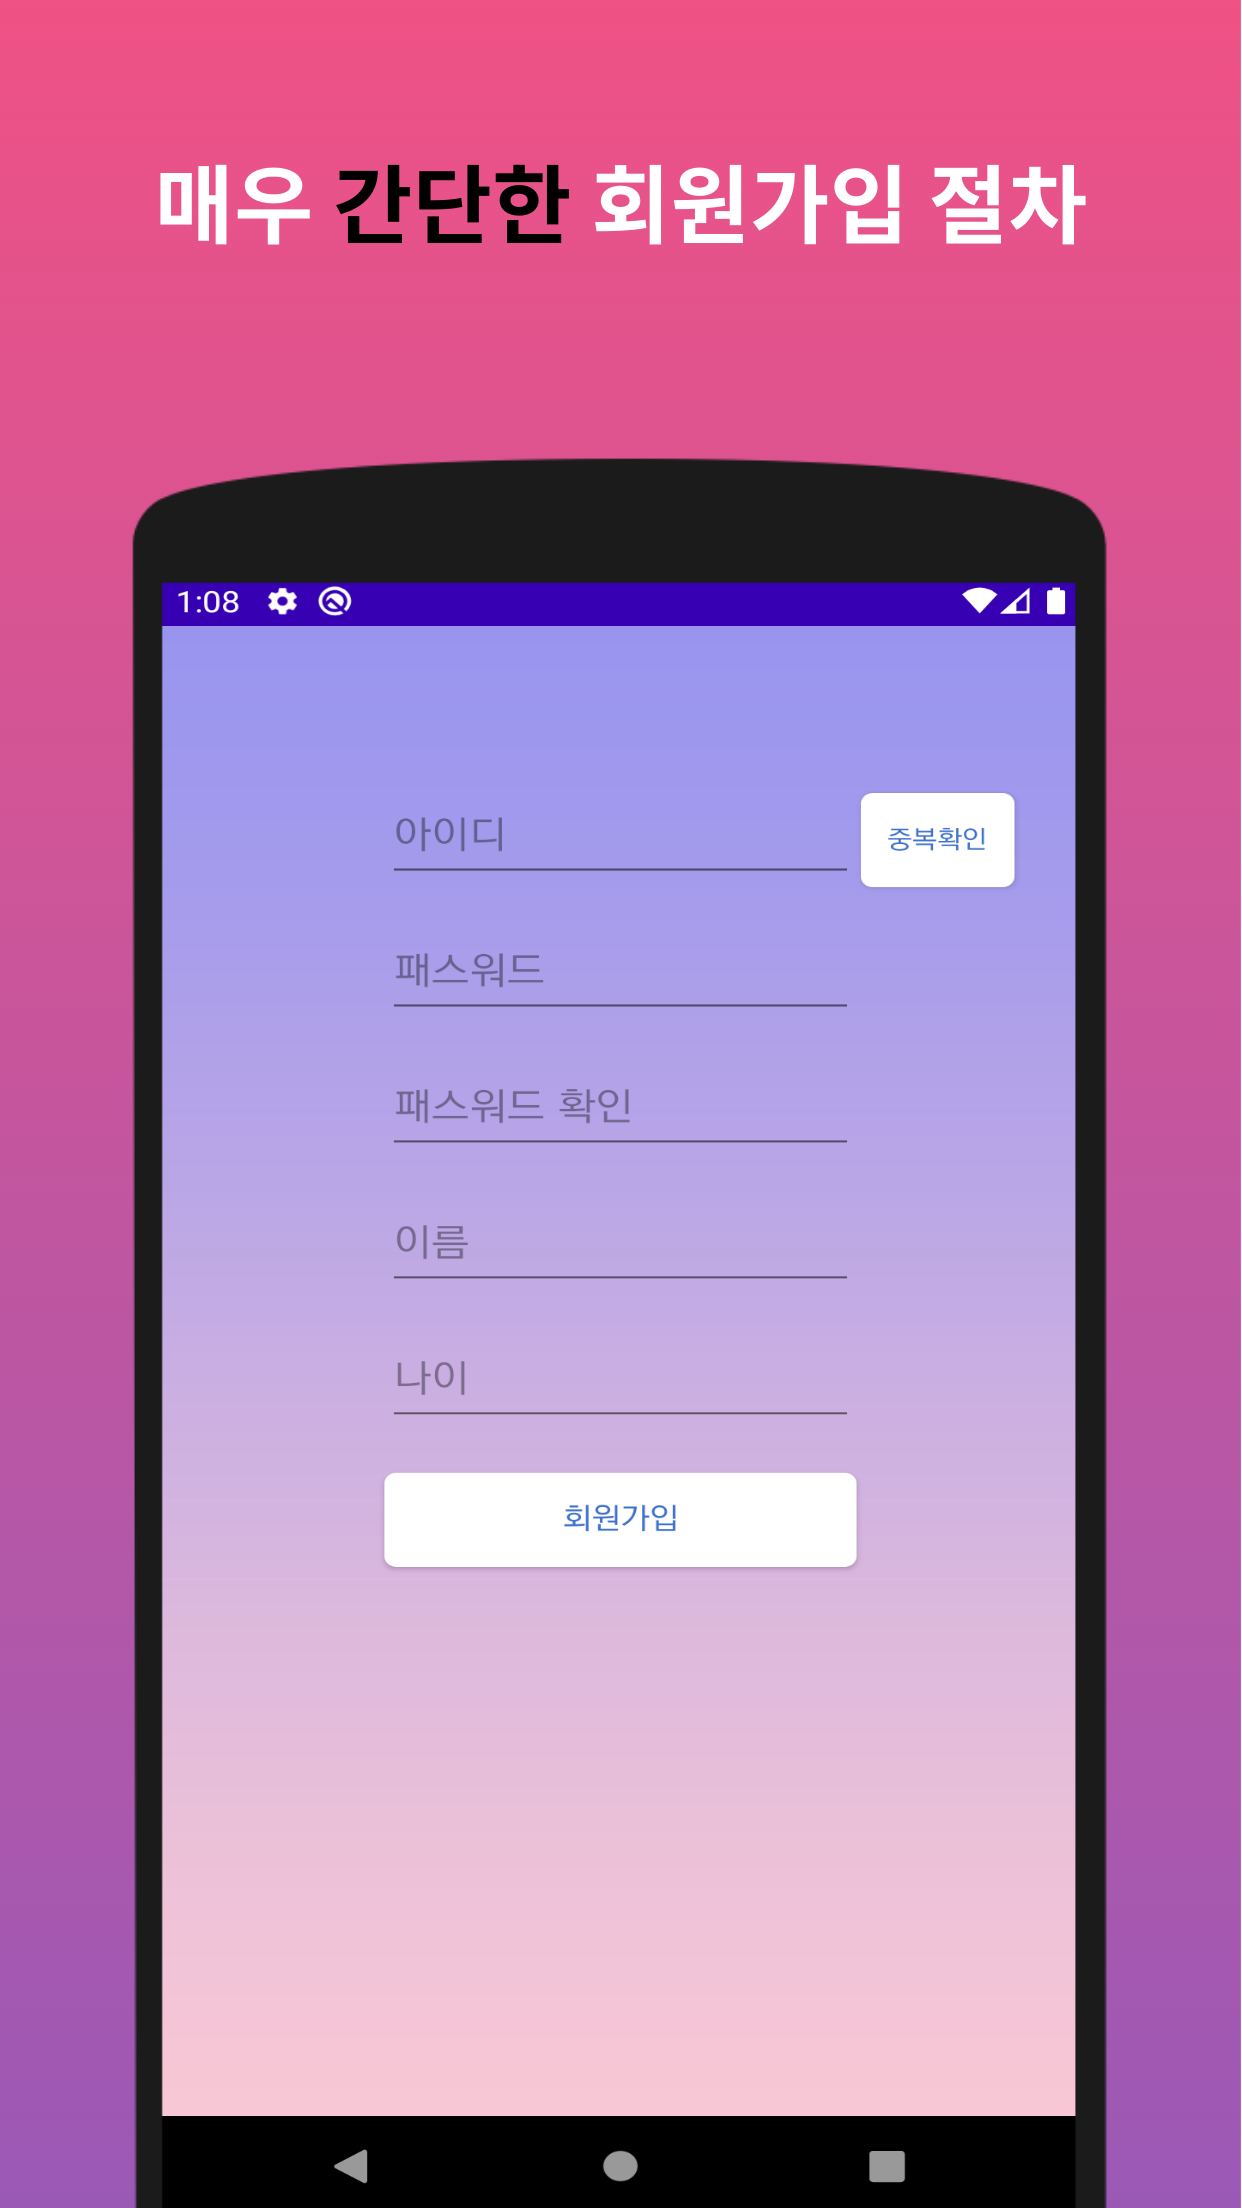 매우 간단한 회원가입 절차
1:08
아이디
중복확인
패스워드
패스워드 확인
이름
나이
회원가입